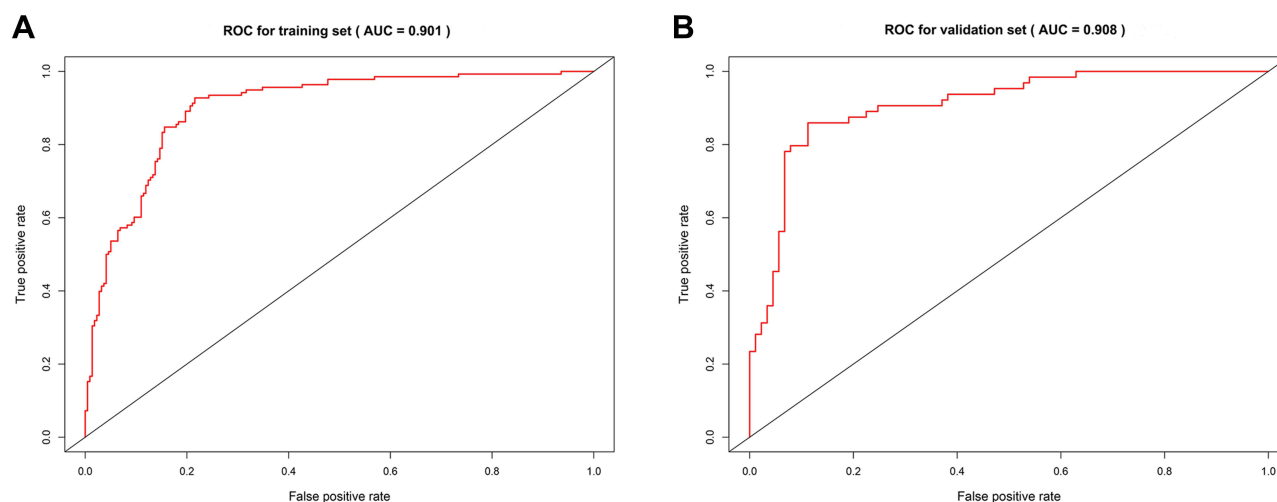 A
ROC for training set ( AUC = 0.901 )
True positive rate
1.0
0.8
0.6
0.4
0.2
0.0
0.0 0.2 0.4 0.6 0.8 1.0
False positive rate
B
ROC for validation set ( AUC = 0.908 )
True positive rate
1.0
0.8
0.6
0.4
0.2
0.0
0.0 0.2 0.4 0.6 0.8 1.0
False positive rate